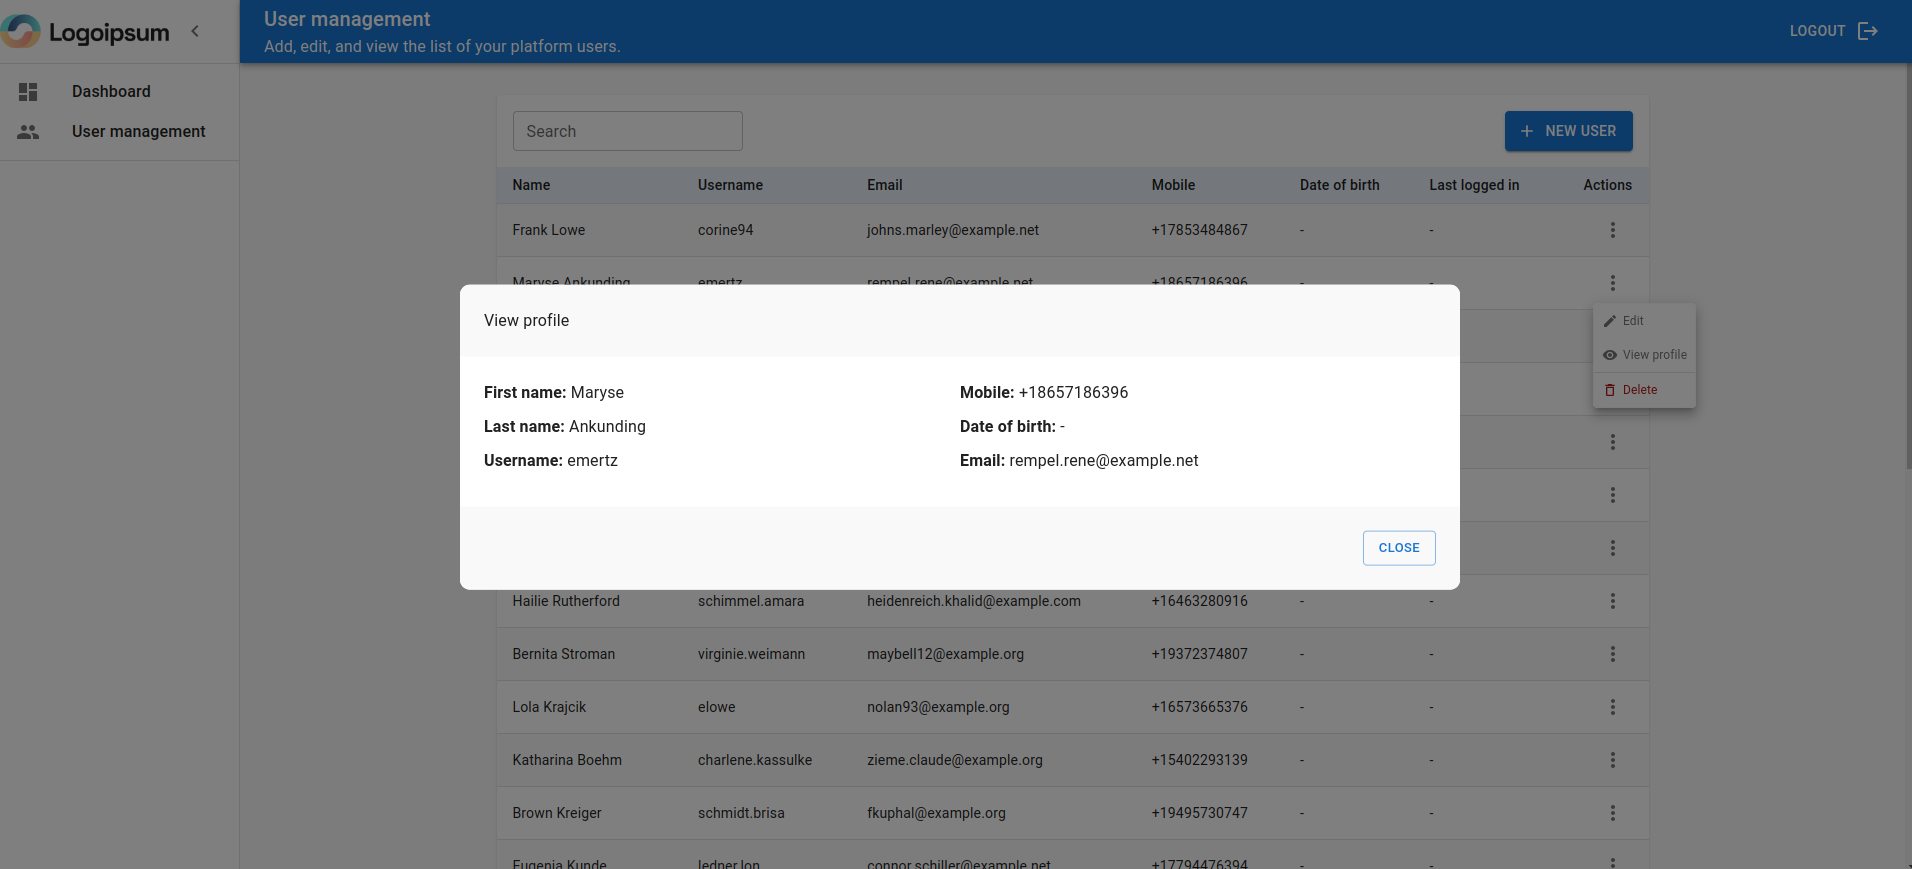 Logoipsum
User management
Add, edit, and view the list of your platform users.
LOGOUT
Dashboard
User management
Search
NEW USER
Name Username Email Mobile Date of birth Last logged in Actions
Frank Lowe corine94 johns.marley@example.net +17853484867 - -
Maryse Ankunding emertz rempel.rene@example.net +18657186396 - -
Edit
View profile
Delete
View profile
First name: Maryse
Last name: Ankunding
Username: emertz
Mobile: +18657186396
Date of birth: -
Email: rempel.rene@example.net
CLOSE
Hailie Rutherford schimmel.amara heidenreich.khalid@example.com +16463280916 - -
Bernita Stroman virginie.weimann maybell12@example.org +19372374807 - -
Lola Krajcik elowe nolan93@example.org +16573665376 - -
Katharina Boehm charlene.kassulke zieme.claude@example.org +15402293139 - -
Brown Kreiger schmidt.brisa fkuphal@example.org +19495730747 - -
Eugenia Kunde ledner.lon connor.schiller@example.net +17794476394 - -